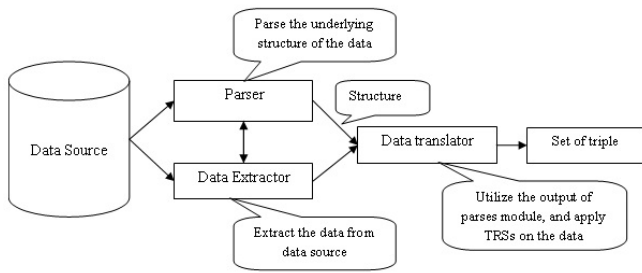 Parse the underlying
structure of the data
Parser
Structure
Data Source
Data translator
Set of triple
Data Extractor
Utilize the output of
parses module, and apply
TRSs on the data
Extract the data from
data source